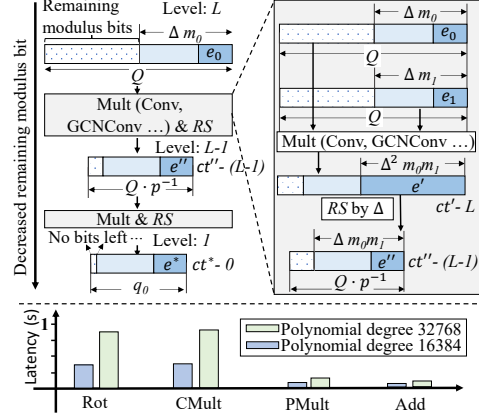 Decreased remaining modulus bit
Remaining
modulus bits
Level: L
Δ m₀
e₀
Q
Mult (Conv,
GCNConv …) & RS
Level: L-1
e''
ct''- (L-1)
Q · p⁻¹
Mult & RS
No bits left ...
Level: 1
e*
ct*- 0
q₀
Δ m₀
e₀
Q
Δ m₁
e₁
Q
Mult (Conv, GCNConv …)
Δ² m₀m₁
e'
ct'- L
RS by Δ
Δ m₀m₁
e''
ct''- (L-1)
Q · p⁻¹
Latency (s)
1
Polynomial degree 32768
Polynomial degree 16384
Rot
CMult
PMult
Add